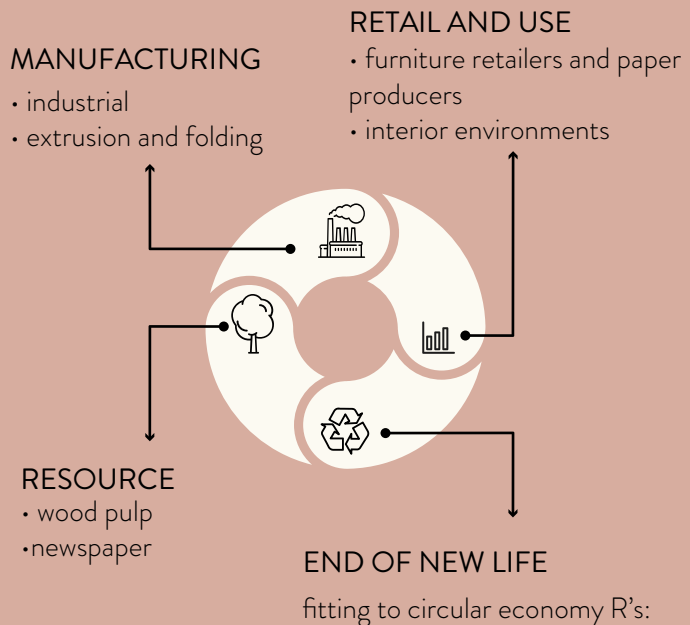 RETAIL AND USE
• furniture retailers and paper
producers
• interior environments
MANUFACTURING
• industrial
• extrusion and folding
RESOURCE
• wood pulp
•newspaper
END OF NEW LIFE
fitting to circular economy R's: